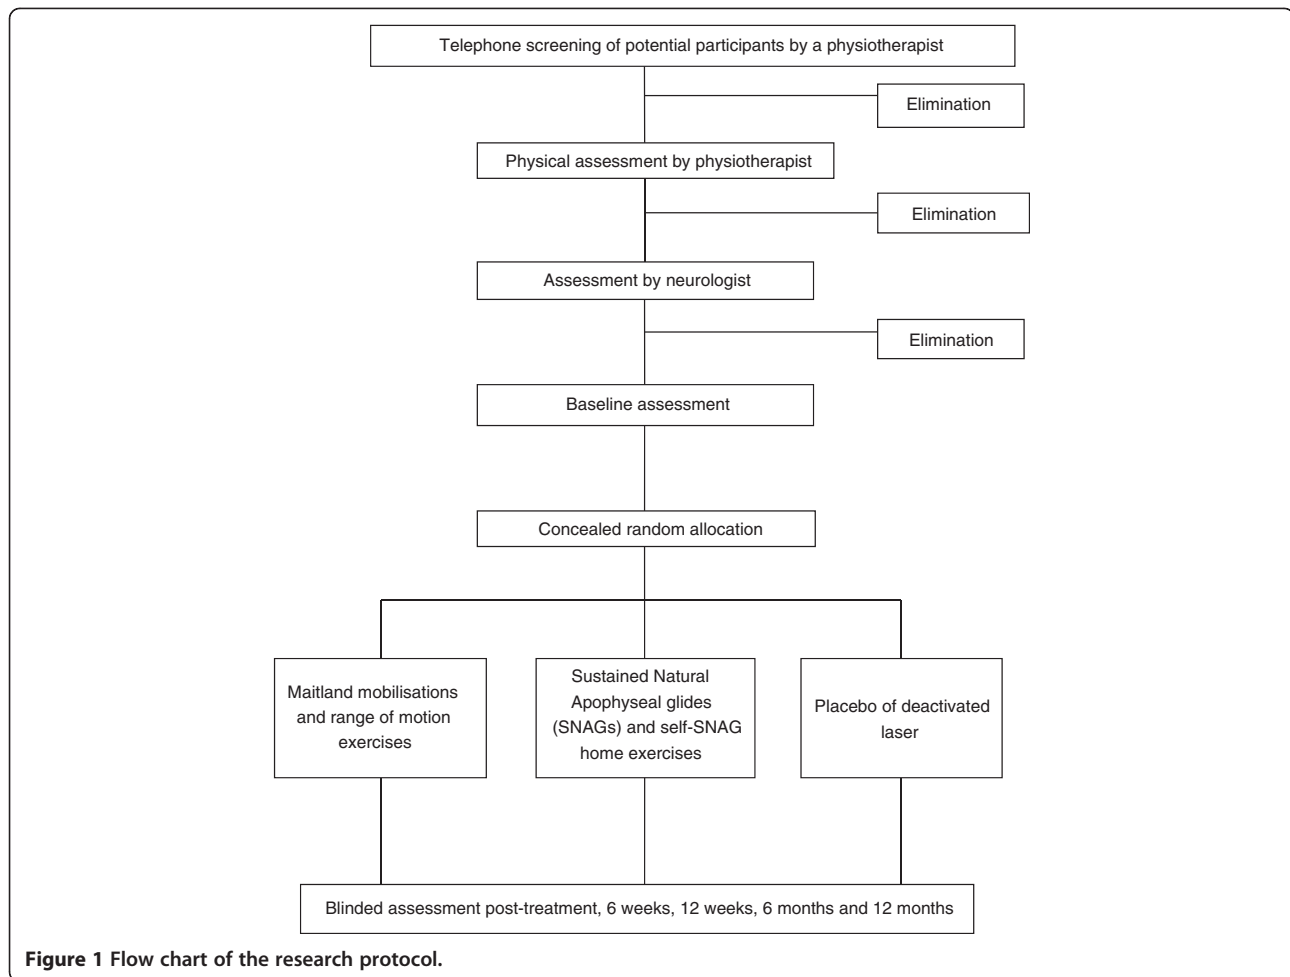 Telephone screening of potential participants by a physiotherapist
Elimination
Physical assessment by physiotherapist
Elimination
Assessment by neurologist
Elimination
Baseline assessment
Concealed random allocation
Maitland mobilisations
and range of motion
exercises
Sustained Natural
Apophyseal glides
(SNAGs) and self-SNAG
home exercises
Placebo of deactivated
laser
Blinded assessment post-treatment, 6 weeks, 12 weeks, 6 months and 12 months
Figure 1 Flow chart of the research protocol.